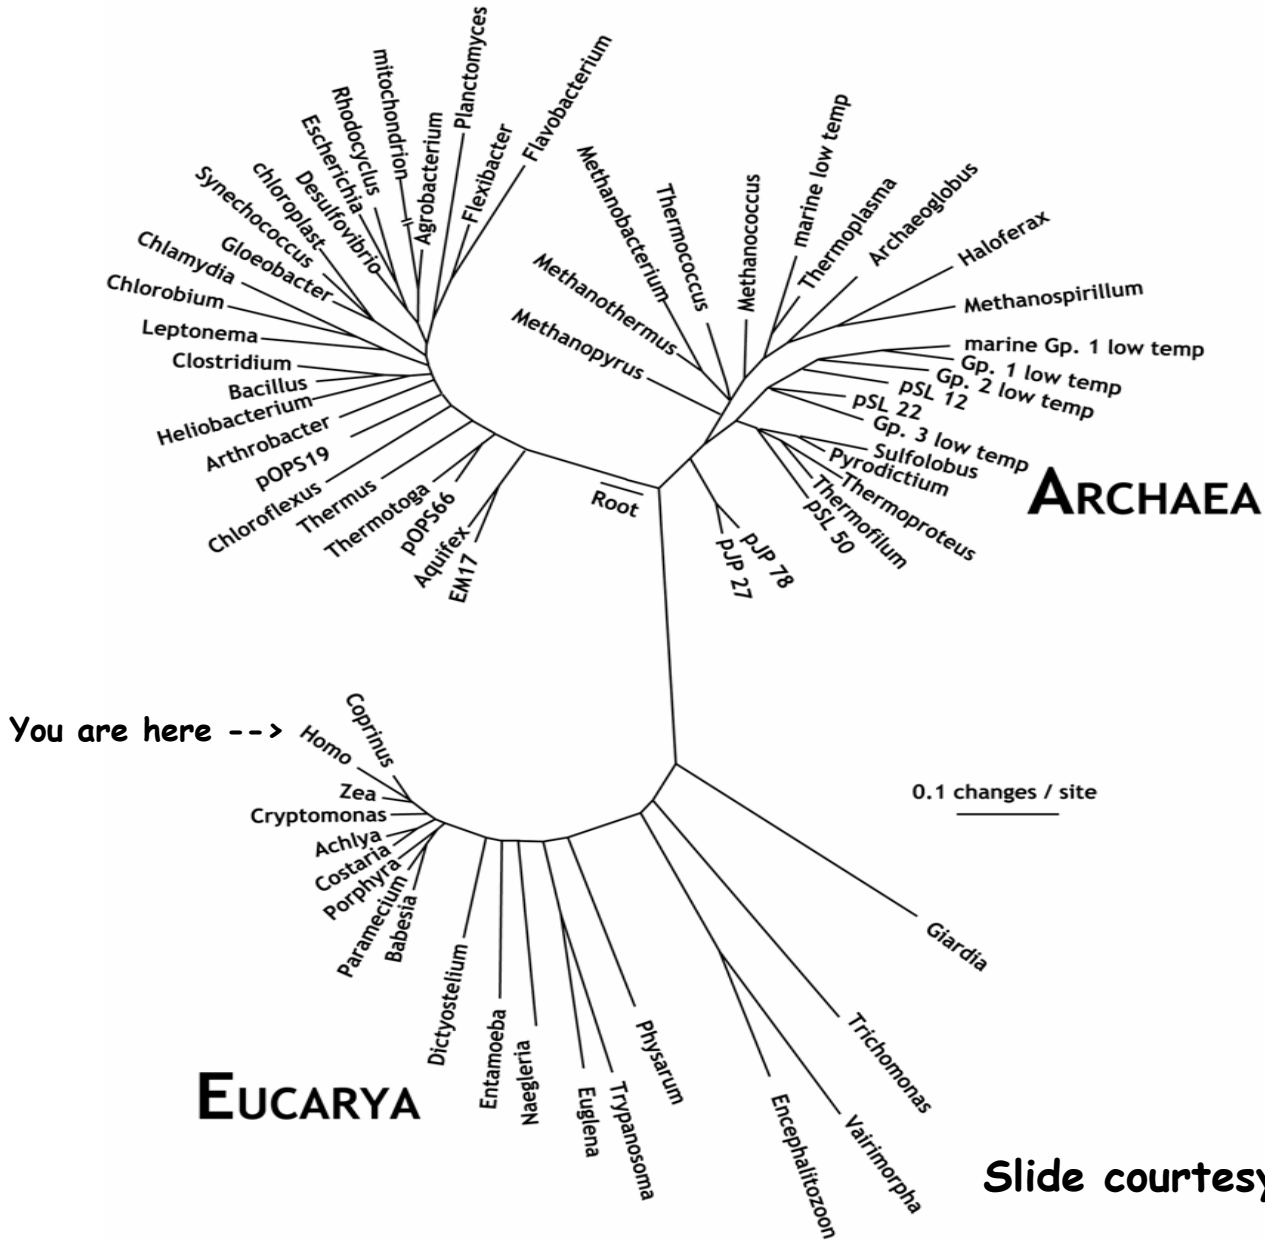 Planctomyces
Flavobacterium
mitochondrion
Rhodocyclus
Escherichia
Agrobacterium
Flexibacter
Desulfovibrio
chloroplast
Synechococcus
Gloeobacter
Chlamydia
Chlorobium
Leptonema
Clostridium
Bacillus
Heliobacterium
Arthrobacter
pOPS19
Chloroflexus
Thermus
Thermotoga
pOPS66
Aquifex
EM17
Root
Methanopyrus
Methanothermus
Methanobacterium
Thermococcus
Methanococcus
marine low temp
Thermoplasma
Archaeoglobus
Haloferax
Methanospirillum
marine Gp. 1 low temp
Gp. 1 low temp
Gp. 2 low temp
pSL 12
pSL 22
Gp. 3 low temp
Sulfolobus
Pyrodictium
Thermoproteus
Thermofilum
pSL 50
pJP 78
pJP 27
ARCHAEA
You are here -->
Coprinus
Homo
Zea
Cryptomonas
Achlya
Costaria
Porphyra
Paramecium
Babesia
Dictyostelium
Entamoeba
Naegleria
Euglena
Trypanosoma
Physarum
Encephalitozoon
Vairimorpha
Trichomonas
Giardia
0.1 changes / site
EUCARYA
Slide courtesy